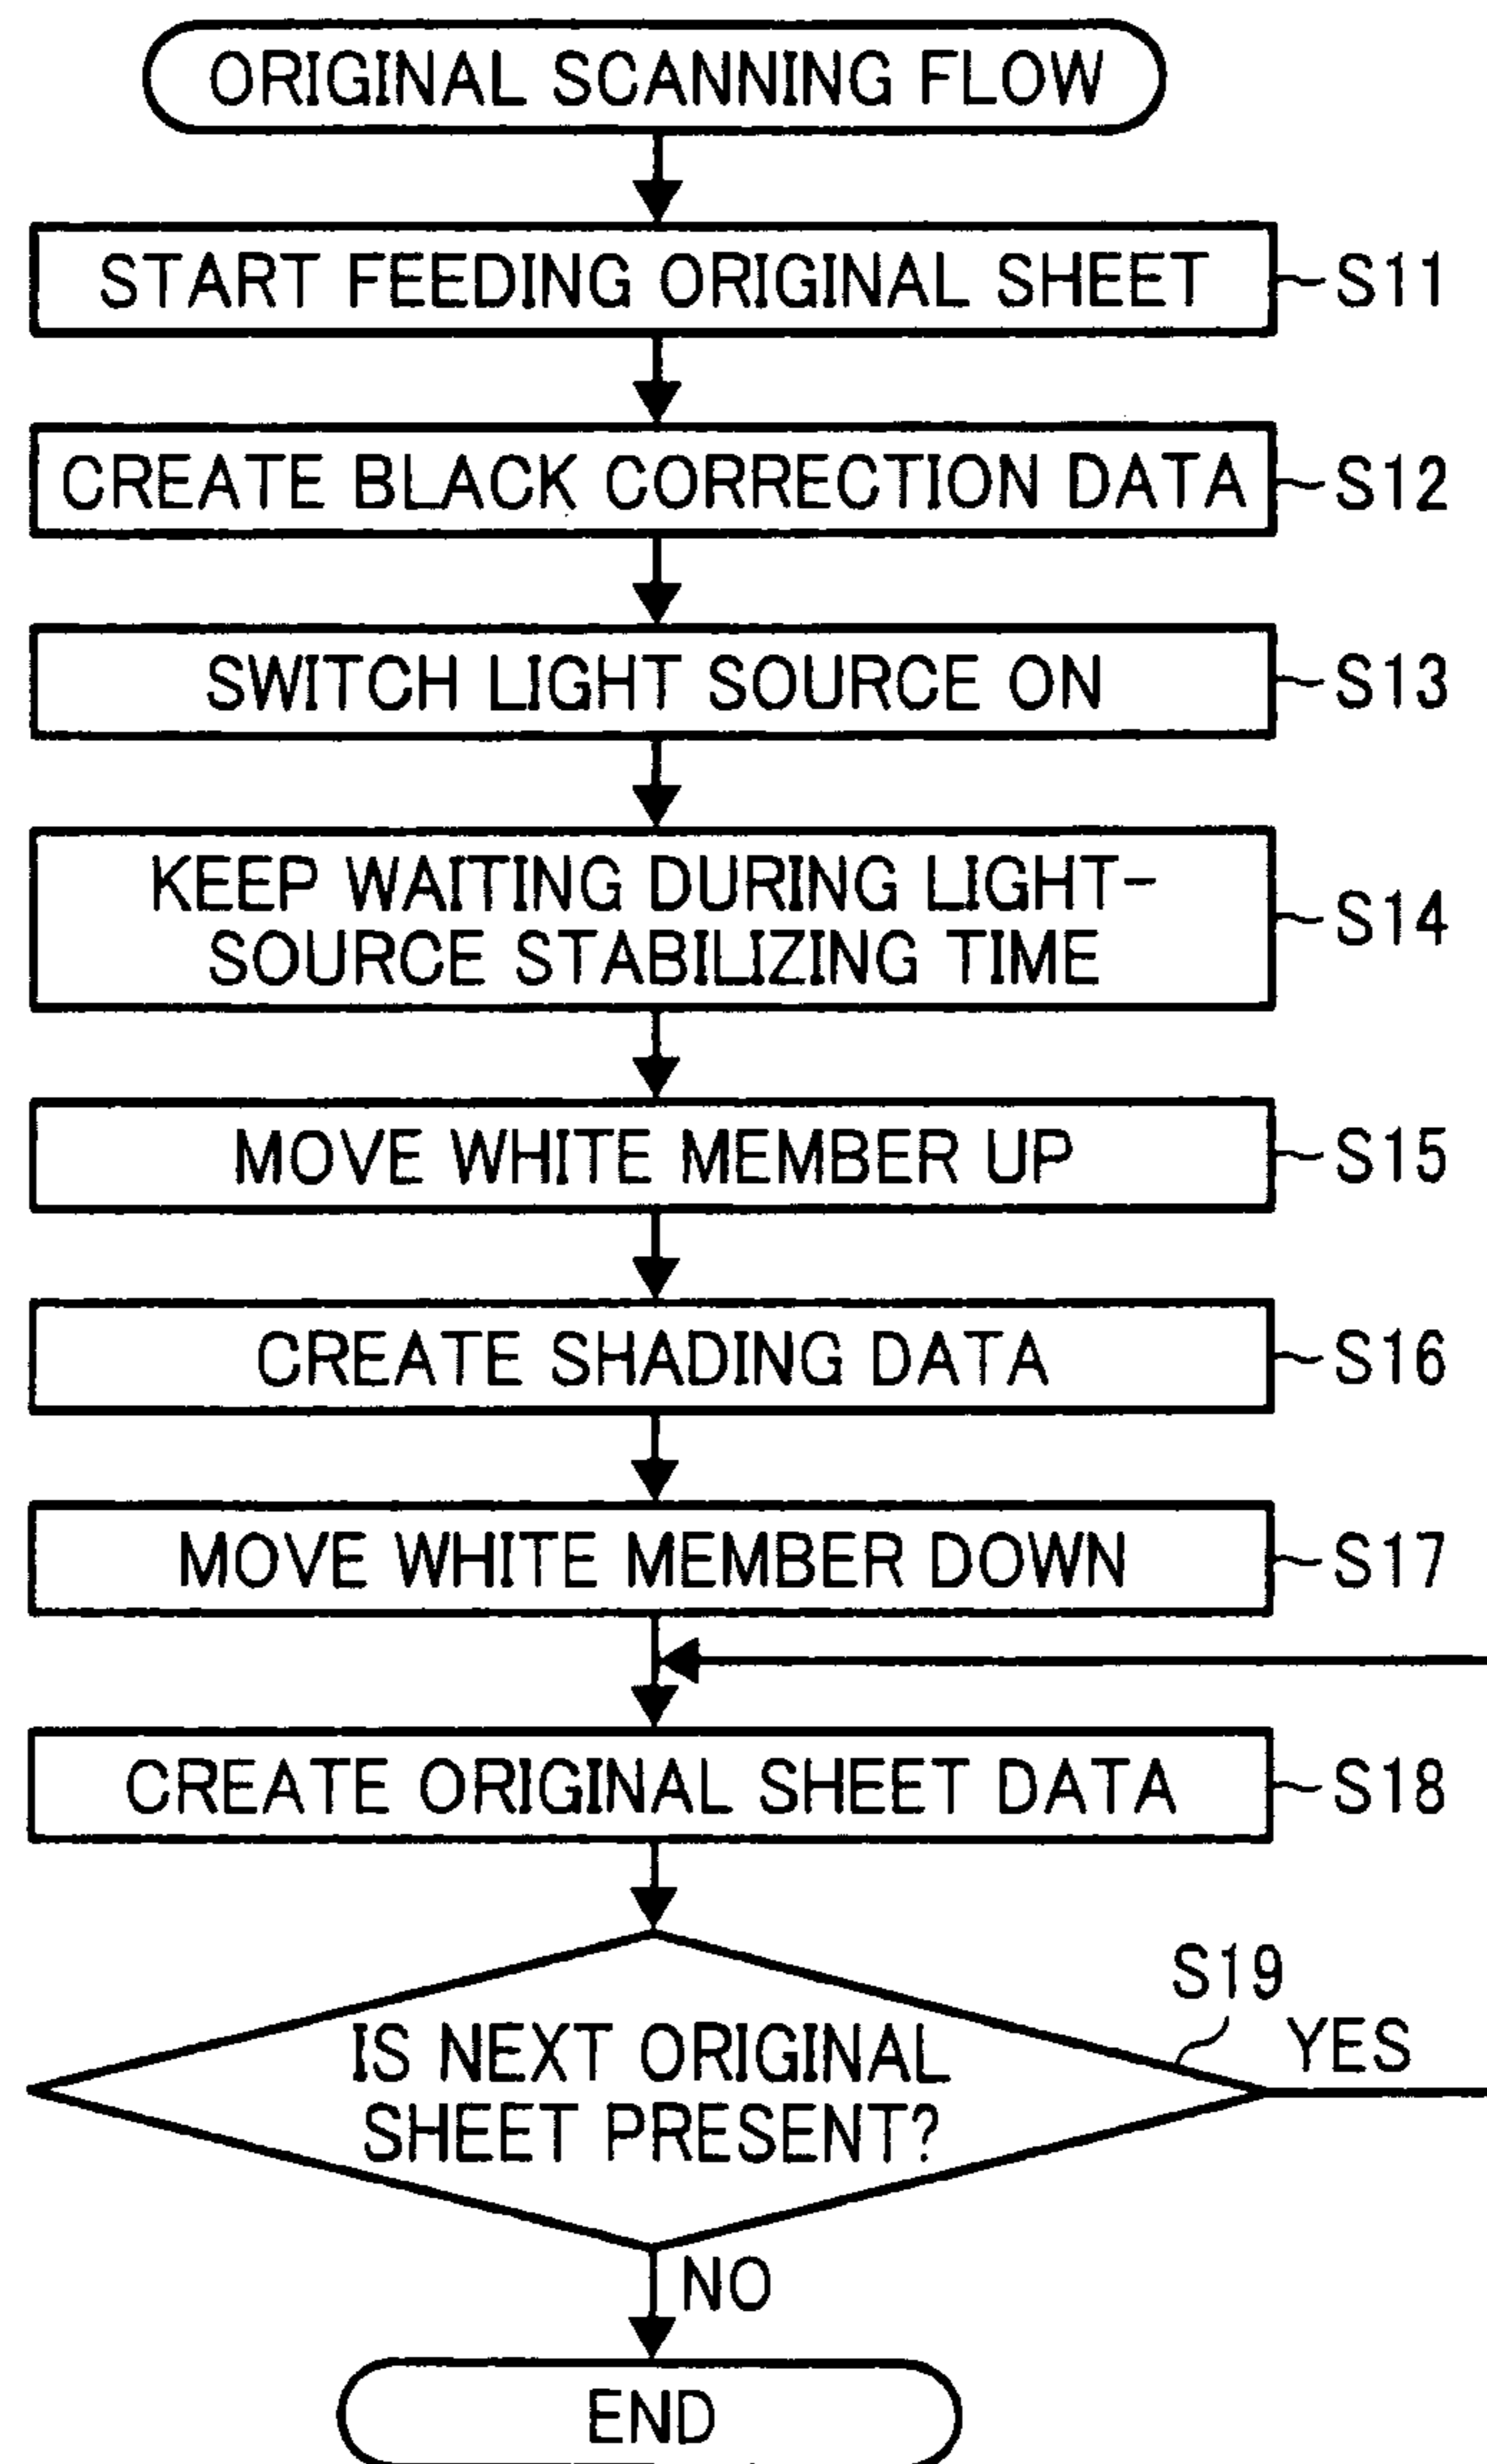 ORIGINAL SCANNING FLOW
START FEEDING ORIGINAL SHEET S11
CREATE BLACK CORRECTION DATA S12
SWITCH LIGHT SOURCE ON S13
KEEP WAITING DURING LIGHT-
SOURCE STABILIZING TIME S14
MOVE WHITE MEMBER UP S15
CREATE SHADING DATA S16
MOVE WHITE MEMBER DOWN S17
CREATE ORIGINAL SHEET DATA S18
S19
YES
IS NEXT ORIGINAL
SHEET PRESENT?
NO
END